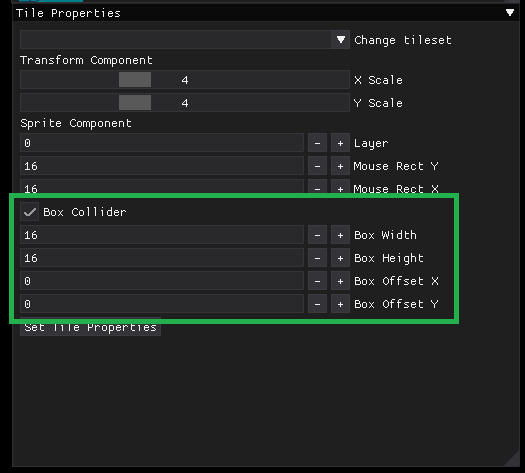 Tile Properties
Change tileset
Transform Component
4 X Scale
4 Y Scale
Sprite Component
0 - + Layer
16 - + Mouse Rect Y
16 - + Mouse Rect X
Box Collider
16 - + Box Width
16 - + Box Height
0 - + Box Offset X
0 - + Box Offset Y
Set Tile Properties